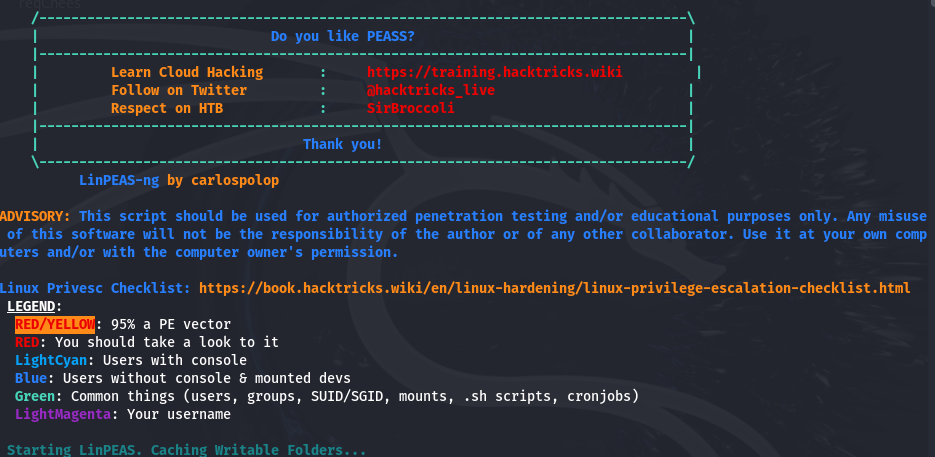 /---------------------------------------------------------------------------------\
|                             Do you like PEASS?                                  |
|---------------------------------------------------------------------------------|
|         Learn Cloud Hacking       :     https://training.hacktricks.wiki          |
|         Follow on Twitter         :     @hacktricks_live                        |
|         Respect on HTB            :     SirBroccoli                             |
|---------------------------------------------------------------------------------|
|                                 Thank you!                                      |
\---------------------------------------------------------------------------------/
LinPEAS-ng by carlospolop
ADVISORY: This script should be used for authorized penetration testing and/or educational purposes only. Any misuse
of this software will not be the responsibility of the author or of any other collaborator. Use it at your own comp
uters and/or with the computer owner's permission.
Linux Privesc Checklist: https://book.hacktricks.wiki/en/linux-hardening/linux-privilege-escalation-checklist.html
LEGEND:
RED/YELLOW: 95% a PE vector
RED: You should take a look to it
LightCyan: Users with console
Blue: Users without console & mounted devs
Green: Common things (users, groups, SUID/SGID, mounts, .sh scripts, cronjobs)
LightMagenta: Your username
Starting LinPEAS. Caching Writable Folders...